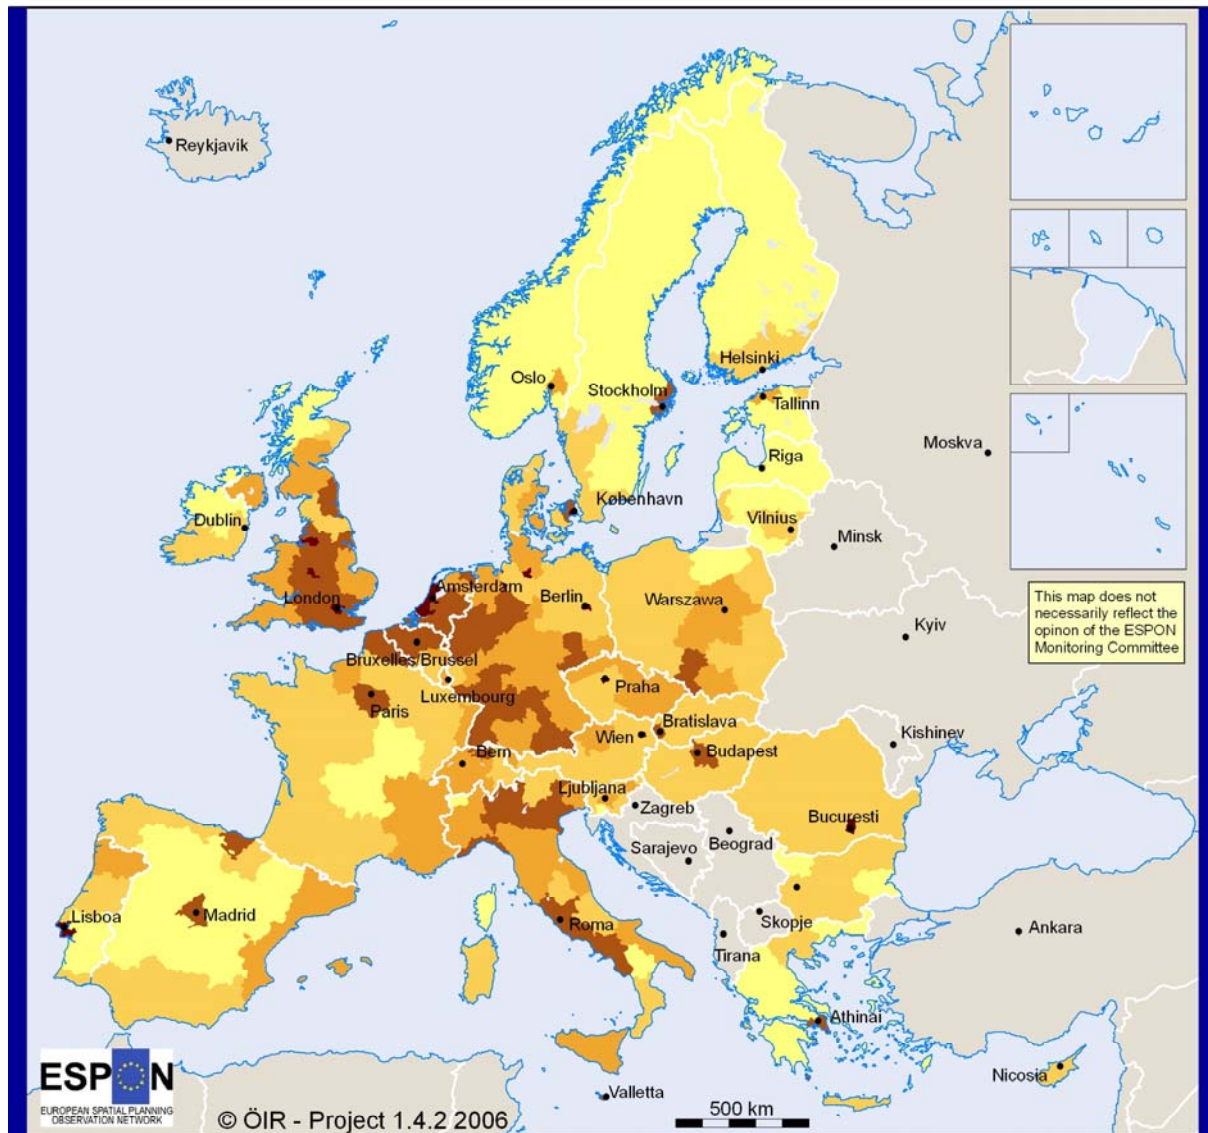 Reykjavik
Helsinki
Oslo
Stockholm
Tallinn
Moskva
Riga
København
Dublin
Vilnius
Minsk
Amsterdam
London
Berlin
Warszawa
This map does not
necessarily reflect the
opinon of the ESPON
Monitoring Committee
Kyiv
Bruxelles/Brussel
Luxembourg
Praha
Paris
Bratislava
Wien
Kishinev
Bern
Budapest
Ljubljana
Zagreb
Bucuresti
Beograd
Sarajevo
Lisboa
Madrid
Roma
Skopje
Ankara
Tirana
Athinai
Nicosia
ESPON
EUROPEAN SPATIAL PLANNING
OBSERVATION NETWORK
Valletta
© ÖIR - Project 1.4.2 2006
500 km